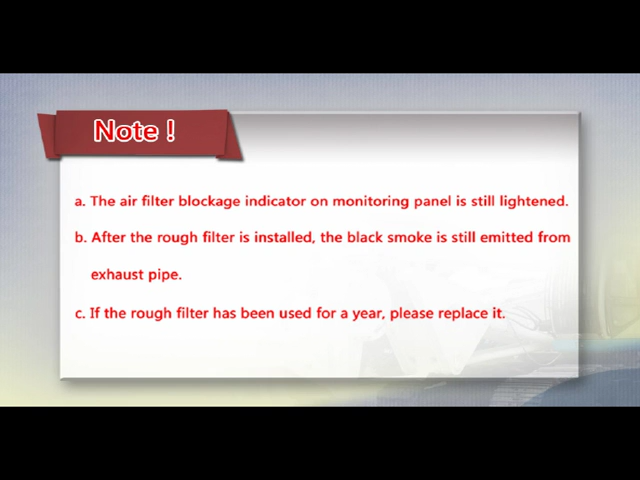 Note !
a. The air filter blockage indicator on monitoring panel is still lightened.
b. After the rough filter is installed, the black smoke is still emitted from
exhaust pipe.
c. If the rough filter has been used for a year, please replace it.